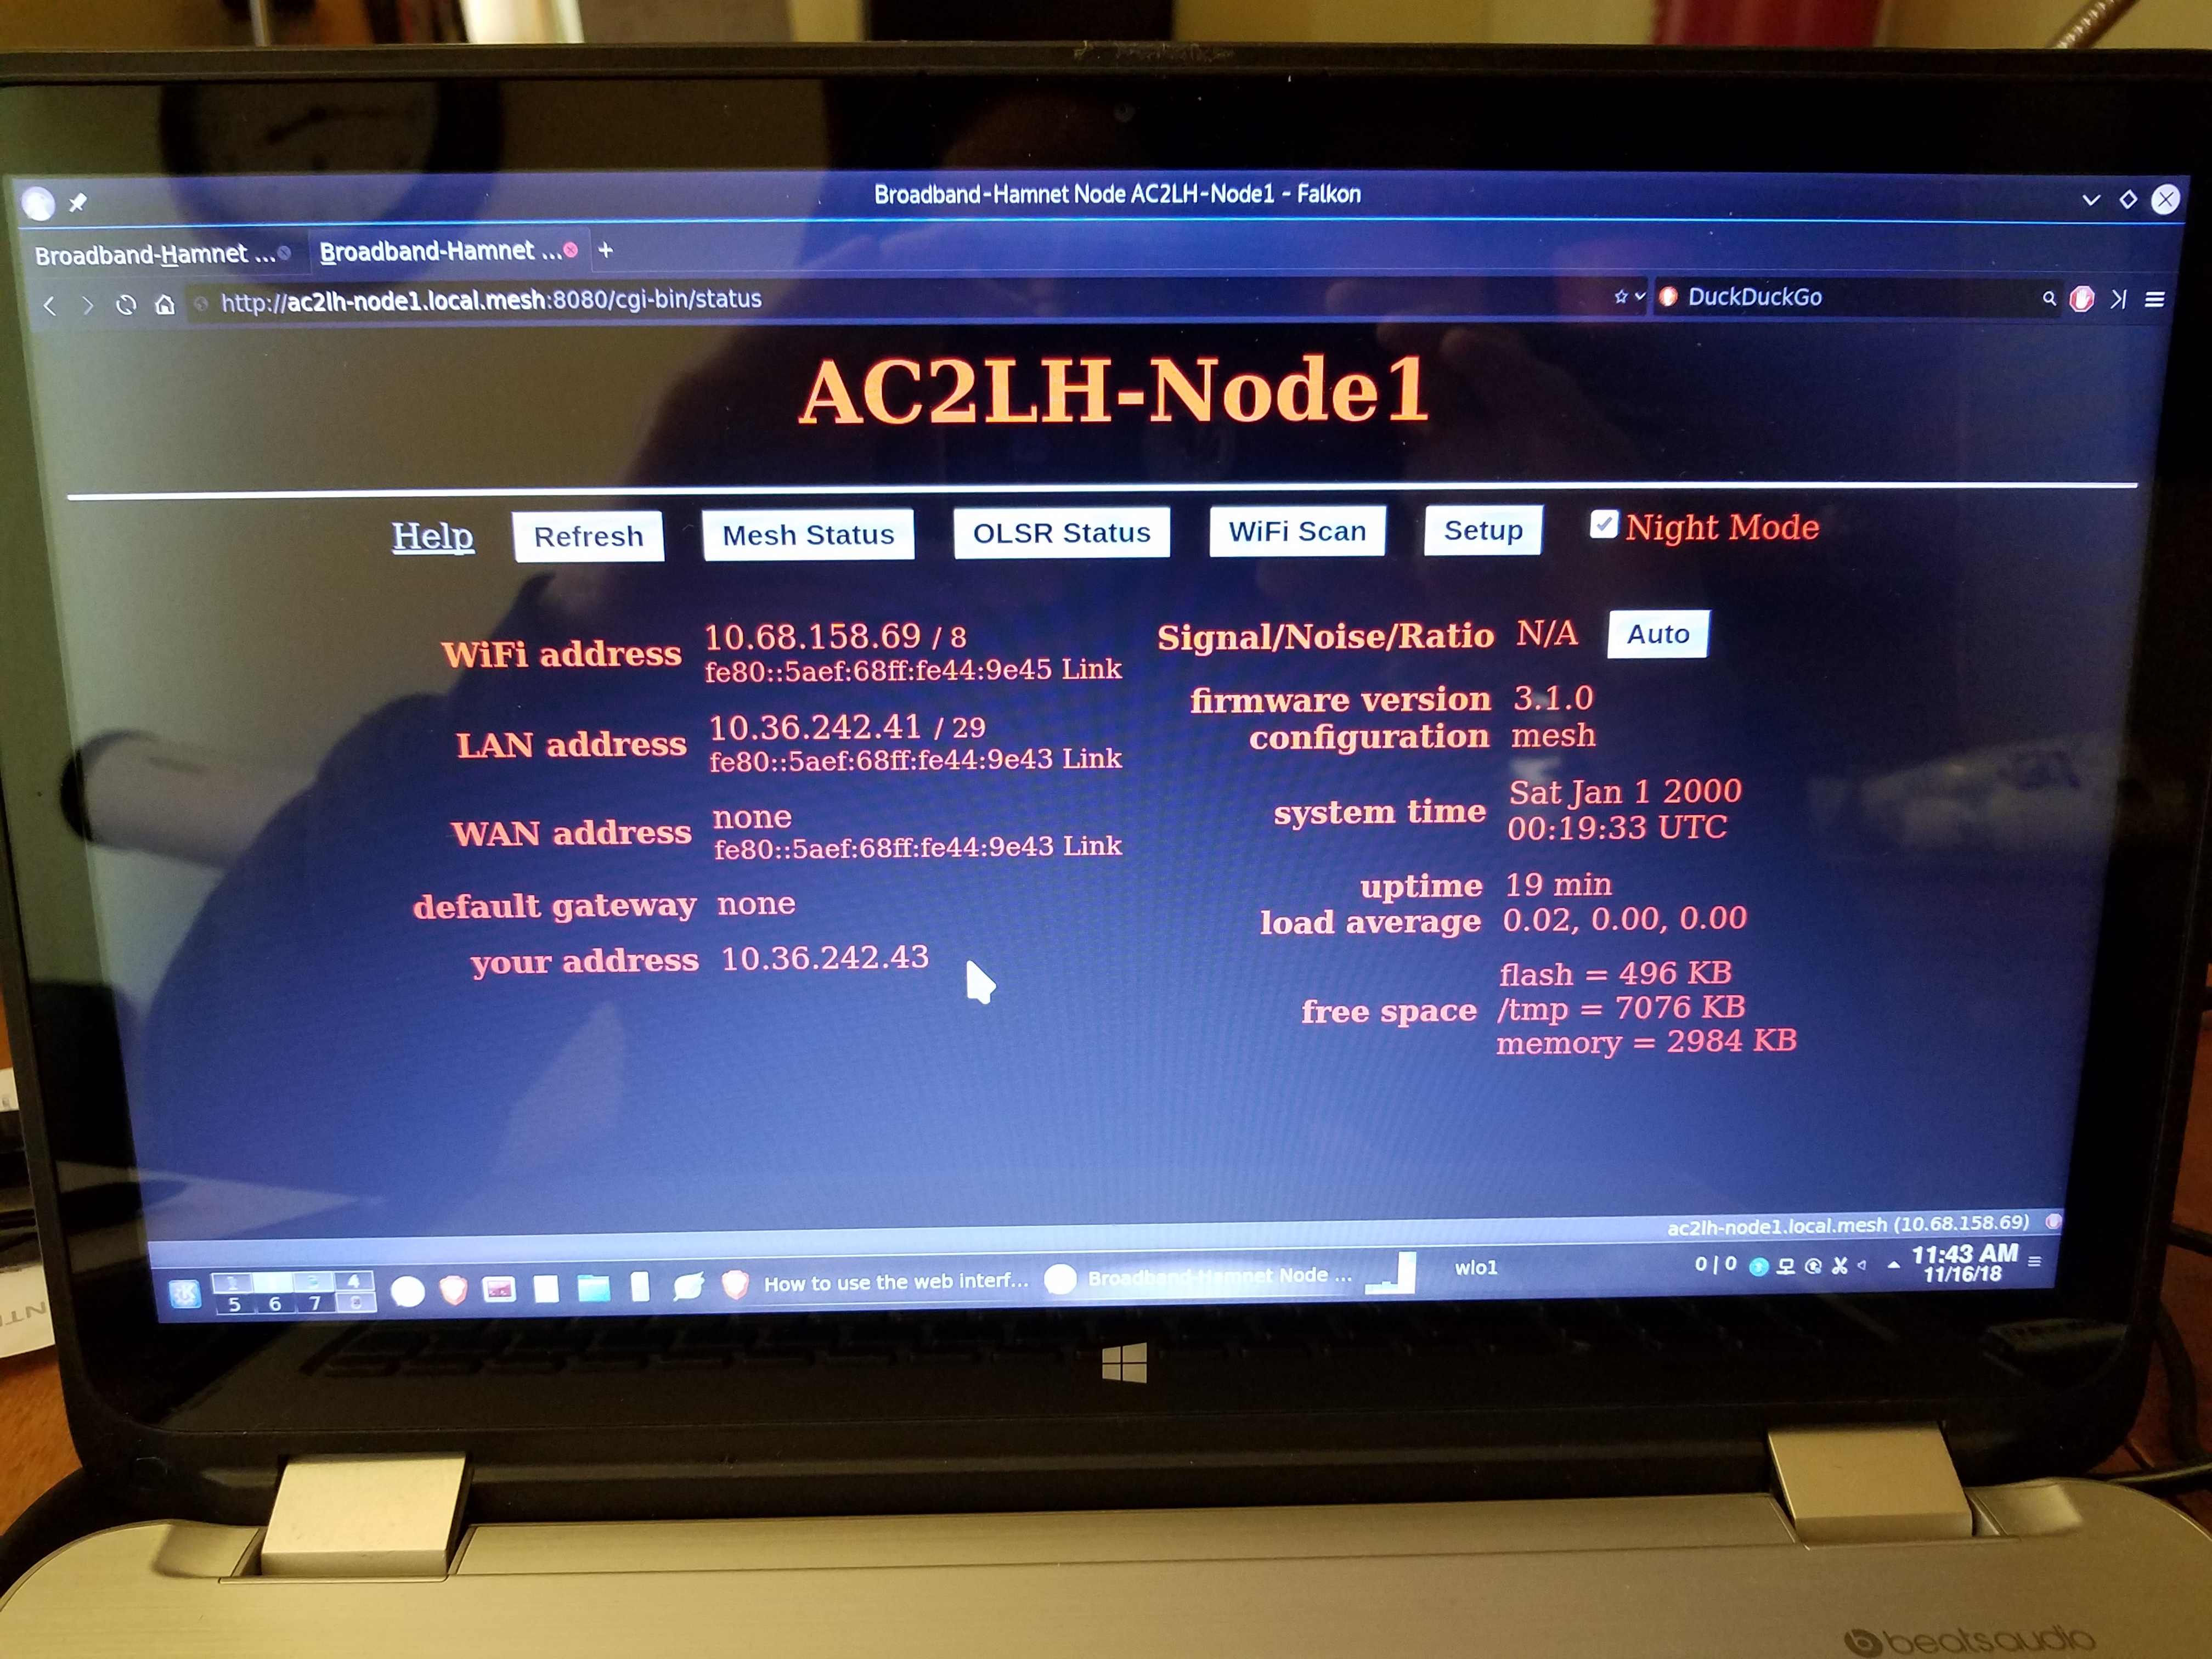 Broadband-Hamnet Node AC2LH-Node1 - Falkon
Broadband-Hamnet ... Broadband-Hamnet ... +
http://ac2lh-node1.local.mesh:8080/cgi-bin/status DuckDuckGo
AC2LH-Node1
Help Refresh Mesh Status OLSR Status WiFi Scan Setup Night Mode
WiFi address 10.68.158.69 / 8
fe80::5aef:68ff:fe44:9e45 Link
LAN address 10.36.242.41 / 29
fe80::5aef:68ff:fe44:9e43 Link
WAN address none
fe80::5aef:68ff:fe44:9e43 Link
default gateway none
your address 10.36.242.43
Signal/Noise/Ratio N/A Auto
firmware version 3.1.0
configuration mesh
system time Sat Jan 1 2000
00:19:33 UTC
uptime 19 min
load average 0.02, 0.00, 0.00
free space flash = 496 KB
/tmp = 7076 KB
memory = 2984 KB
ac2lh-node1.local.mesh (10.68.158.69)
1 2 3 4
5 6 7 8
How to use the web interf... Broadband-Hamnet Node ... wlo1 0|0 11:43 AM
11/16/18
beatsaudio